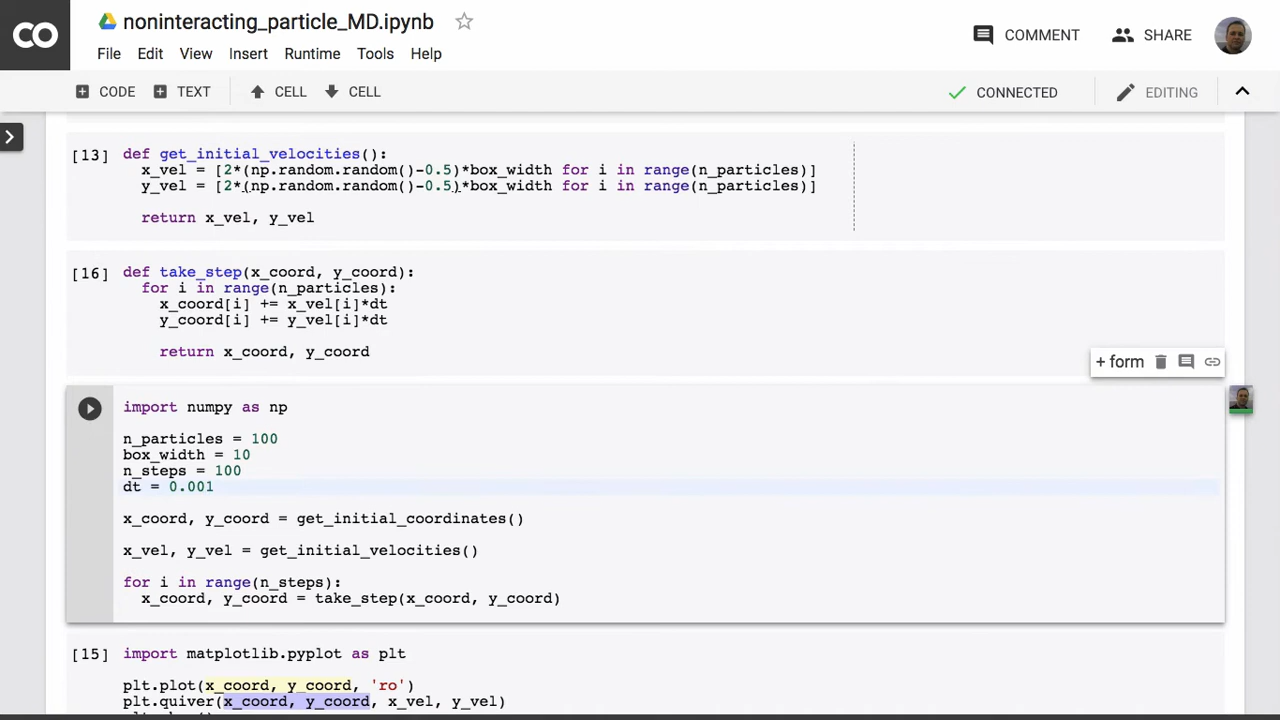 CO
noninteracting_particle_MD.ipynb
COMMENT
SHARE
File Edit View Insert Runtime Tools Help
CODE TEXT CELL CELL
CONNECTED
EDITING
[13] def get_initial_velocities():
x_vel = [2*(np.random.random()-0.5)*box_width for i in range(n_particles)]
y_vel = [2*(np.random.random()-0.5)*box_width for i in range(n_particles)]
return x_vel, y_vel
[16] def take_step(x_coord, y_coord):
for i in range(n_particles):
x_coord[i] += x_vel[i]*dt
y_coord[i] += y_vel[i]*dt
return x_coord, y_coord
+ form
import numpy as np
n_particles = 100
box_width = 10
n_steps = 100
dt = 0.001
x_coord, y_coord = get_initial_coordinates()
x_vel, y_vel = get_initial_velocities()
for i in range(n_steps):
x_coord, y_coord = take_step(x_coord, y_coord)
[15] import matplotlib.pyplot as plt
plt.plot(x_coord, y_coord, 'ro')
plt.quiver(x_coord, y_coord, x_vel, y_vel)